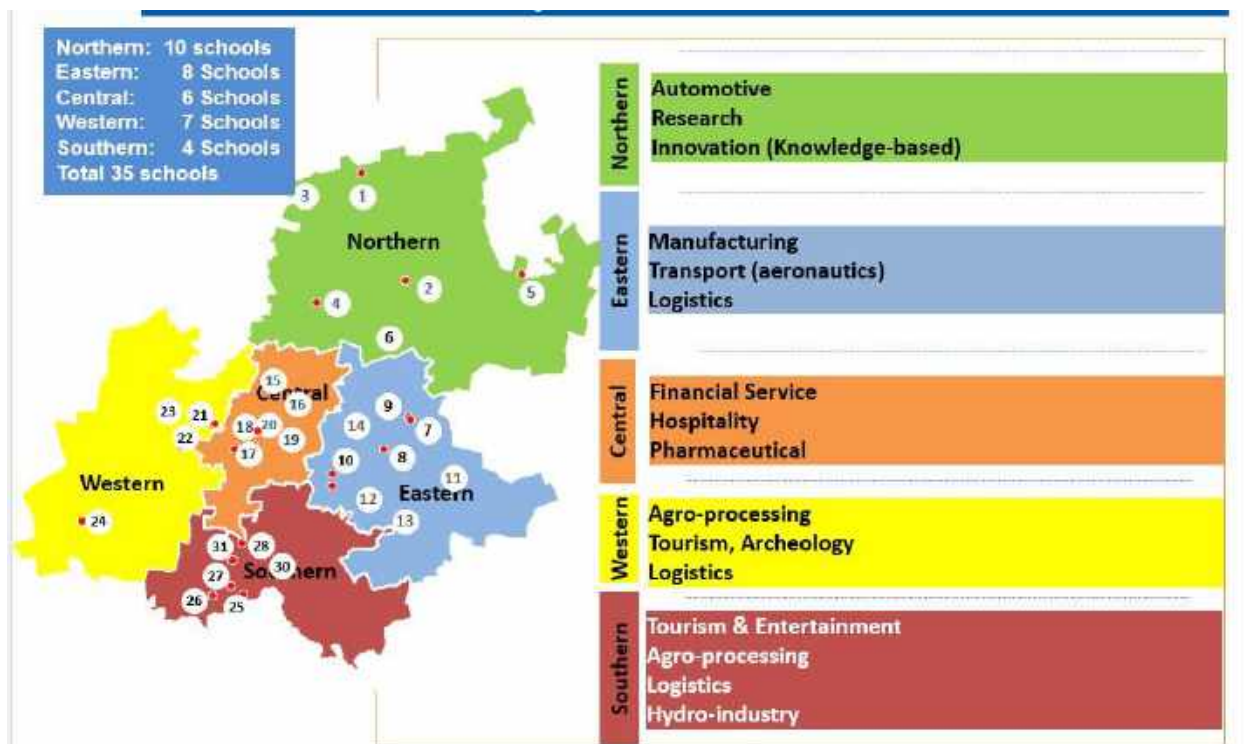 Northern: 10 schools
Eastern: 8 Schools
Central: 6 Schools
Western: 7 Schools
Southern: 4 Schools
Total 35 schools
Northern
Automotive
Research
Innovation (Knowledge-based)
Eastern
Manufacturing
Transport (aeronautics)
Logistics
Central
Financial Service
Hospitality
Pharmaceutical
Western
Agro-processing
Tourism, Archeology
Logistics
Southern
Tourism & Entertainment
Agro-processing
Logistics
Hydro-industry
3
1
Northern
2
4
5
6
15
Central
16
23
21
9
22
18
20
14
7
19
17
8
10
Western
11
12
Eastern
24
13
31
28
Southern
30
27
26
25